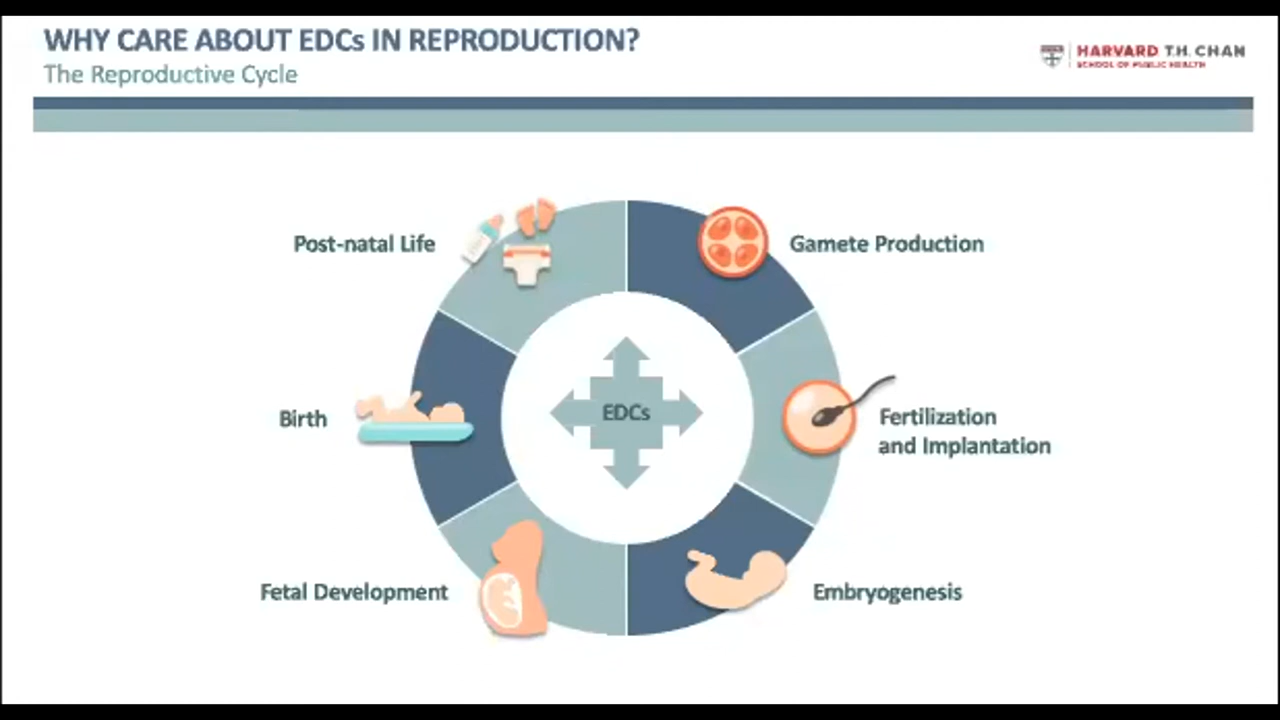 WHY CARE ABOUT EDCs IN REPRODUCTION?
The Reproductive Cycle
HARVARD T.H. CHAN
SCHOOL OF PUBLIC HEALTH
Post-natal Life
Gamete Production
Birth
EDCs
Fertilization
and Implantation
Fetal Development
Embryogenesis